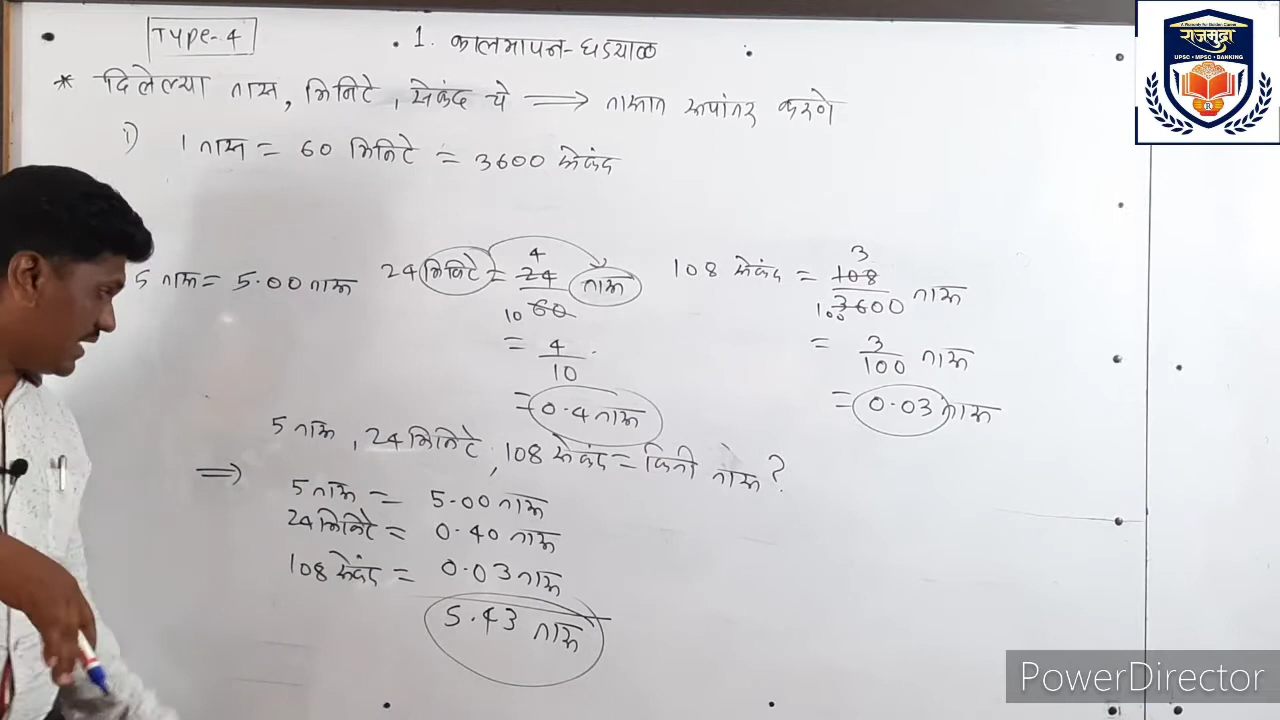 Type-4
1. कालमापन-घड्याळ
* दिलेल्या तास, मिनिटे, सेकंद चे ⟹ तासात रूपांतर करणे
1) 1 तास = 60 मिनिटे = 3600 सेकंद
5 तास = 5.00 तास
24 मिनिटे = 24/60 तास
4
10
= 4/10
= 0.4 तास
108 सेकंद = 108/3600 तास
3
100
= 3/100 तास
= 0.03 तास
5 तास, 24 मिनिटे, 108 सेकंद = किती तास?
⟹ 5 तास = 5.00 तास
24 मिनिटे = 0.40 तास
108 सेकंद = 0.03 तास
5.43 तास
राजमुद्रा
UPSC • MPSC • BANKING
PowerDirector